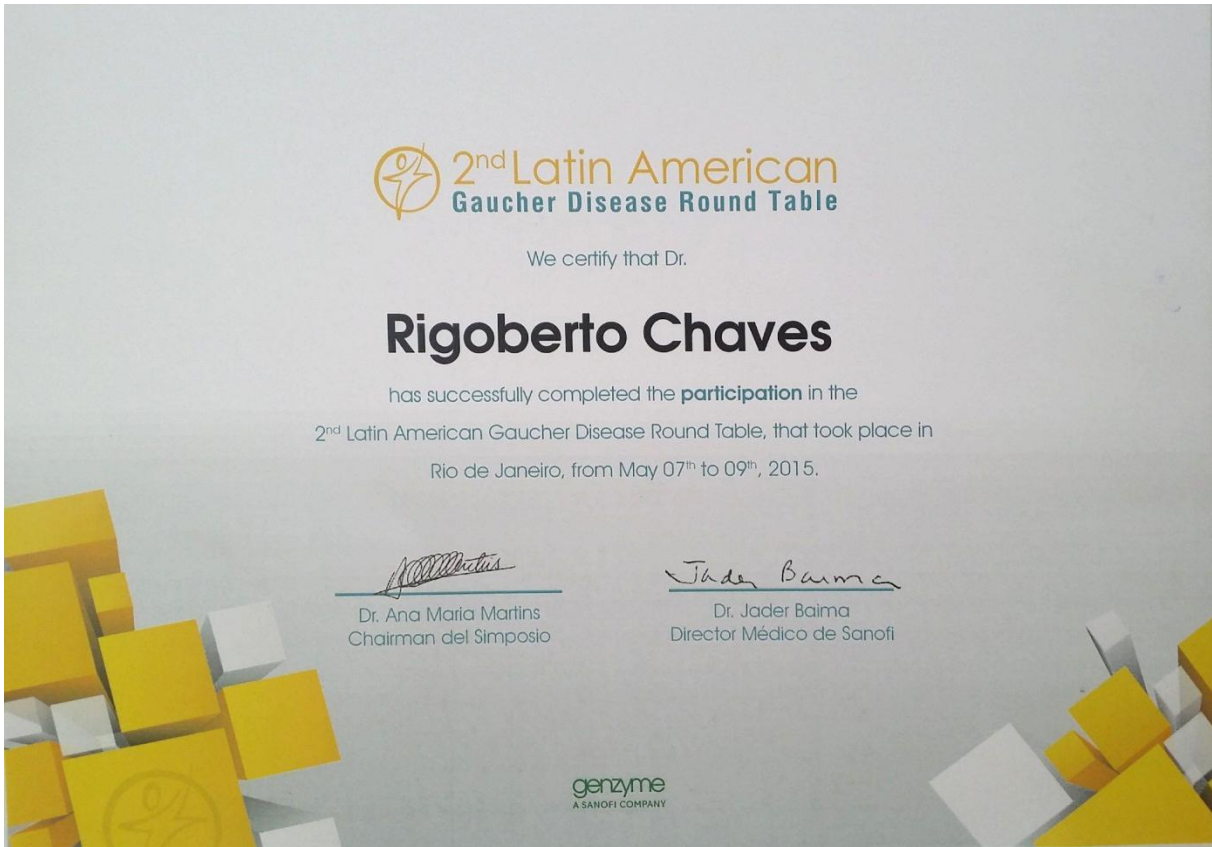 2nd Latin American
Gaucher Disease Round Table
We certify that Dr.
Rigoberto Chaves
has successfully completed the participation in the
2nd Latin American Gaucher Disease Round Table, that took place in
Rio de Janeiro, from May 07th to 09th, 2015.
Jader Baima
Dr. Ana Maria Martins
Chairman del Simposio
Dr. Jader Baima
Director Médico de Sanofi
genzyme
A SANOFI COMPANY